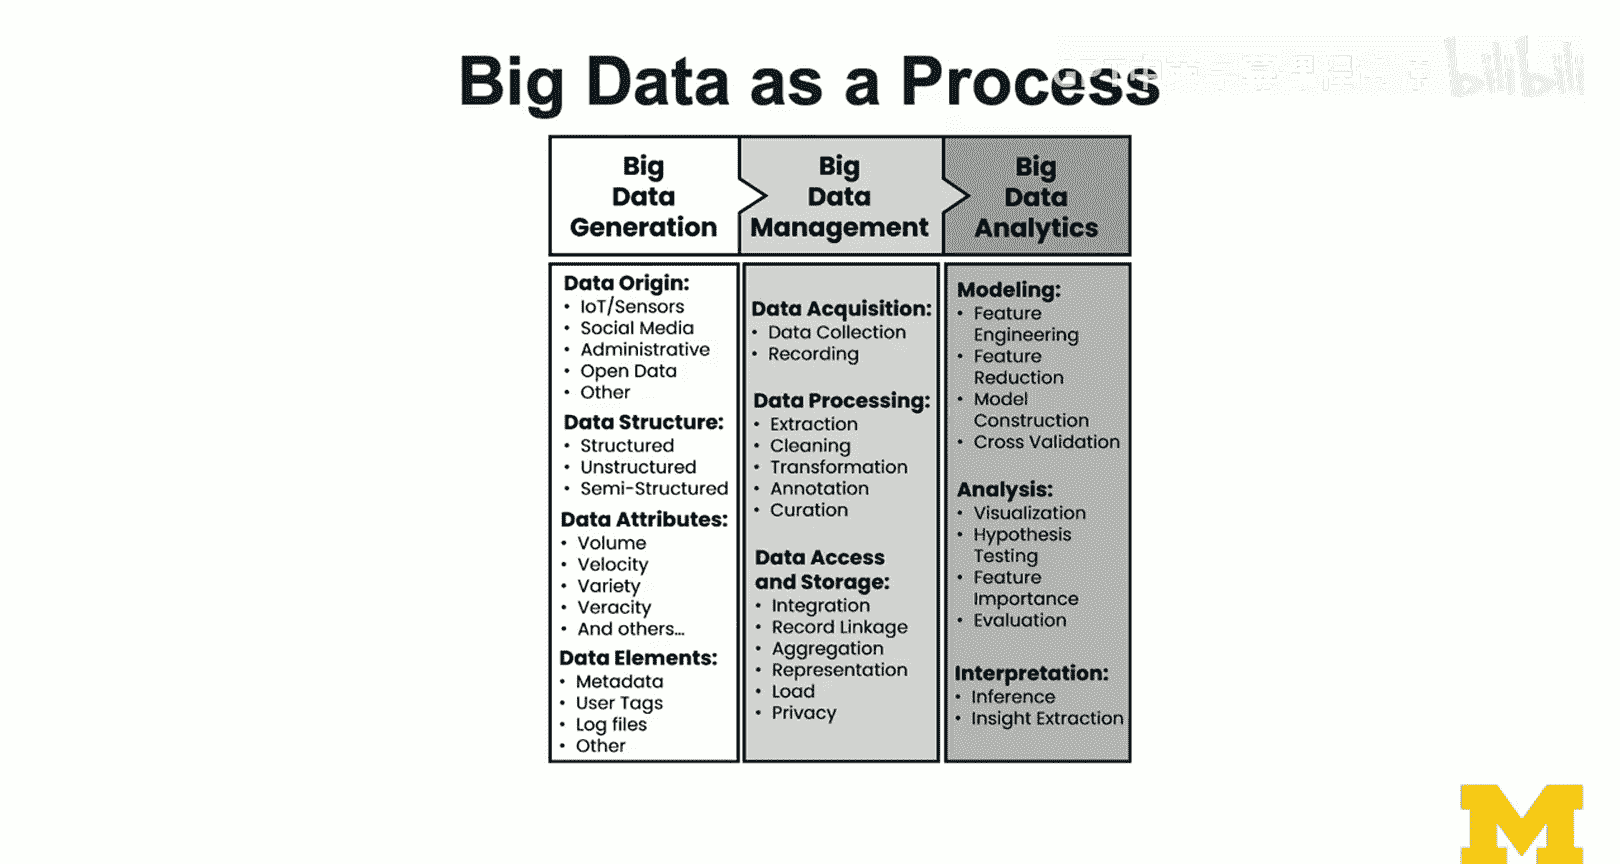 Big Data as a Process
bilibili
Big
Data
Generation
Big
Data
Management
Big
Data
Analytics
Data Origin:
• IoT/Sensors
• Social Media
• Administrative
• Open Data
• Other
Data Structure:
• Structured
• Unstructured
• Semi-Structured
Data Attributes:
• Volume
• Velocity
• Variety
• Veracity
• And others...
Data Elements:
• Metadata
• User Tags
• Log files
• Other
Data Acquisition:
• Data Collection
• Recording
Data Processing:
• Extraction
• Cleaning
• Transformation
• Annotation
• Curation
Data Access
and Storage:
• Integration
• Record Linkage
• Aggregation
• Representation
• Load
• Privacy
Modeling:
• Feature
Engineering
• Feature
Reduction
• Model
Construction
• Cross Validation
Analysis:
• Visualization
• Hypothesis
Testing
• Feature
Importance
• Evaluation
Interpretation:
• Inference
• Insight Extraction
M